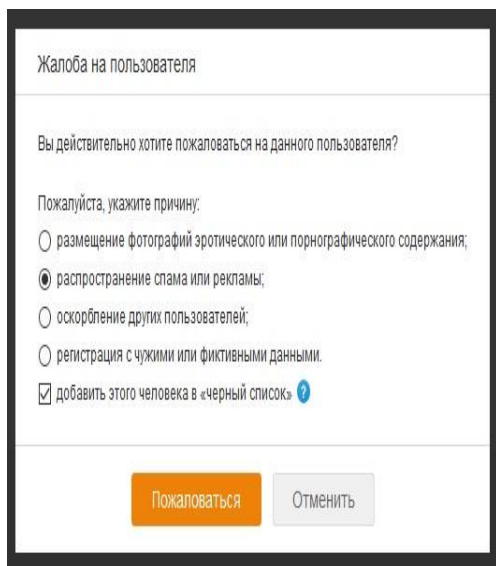 Жалоба на пользователя
Вы действительно хотите пожаловаться на данного пользователя?
Пожалуйста, укажите причину:
размещение фотографий эротического или порнографического содержания;
распространение спама или рекламы;
оскорбление других пользователей;
регистрация с чужими или фиктивными данными.
добавить этого человека в «черный список» ?
Пожаловаться Отменить